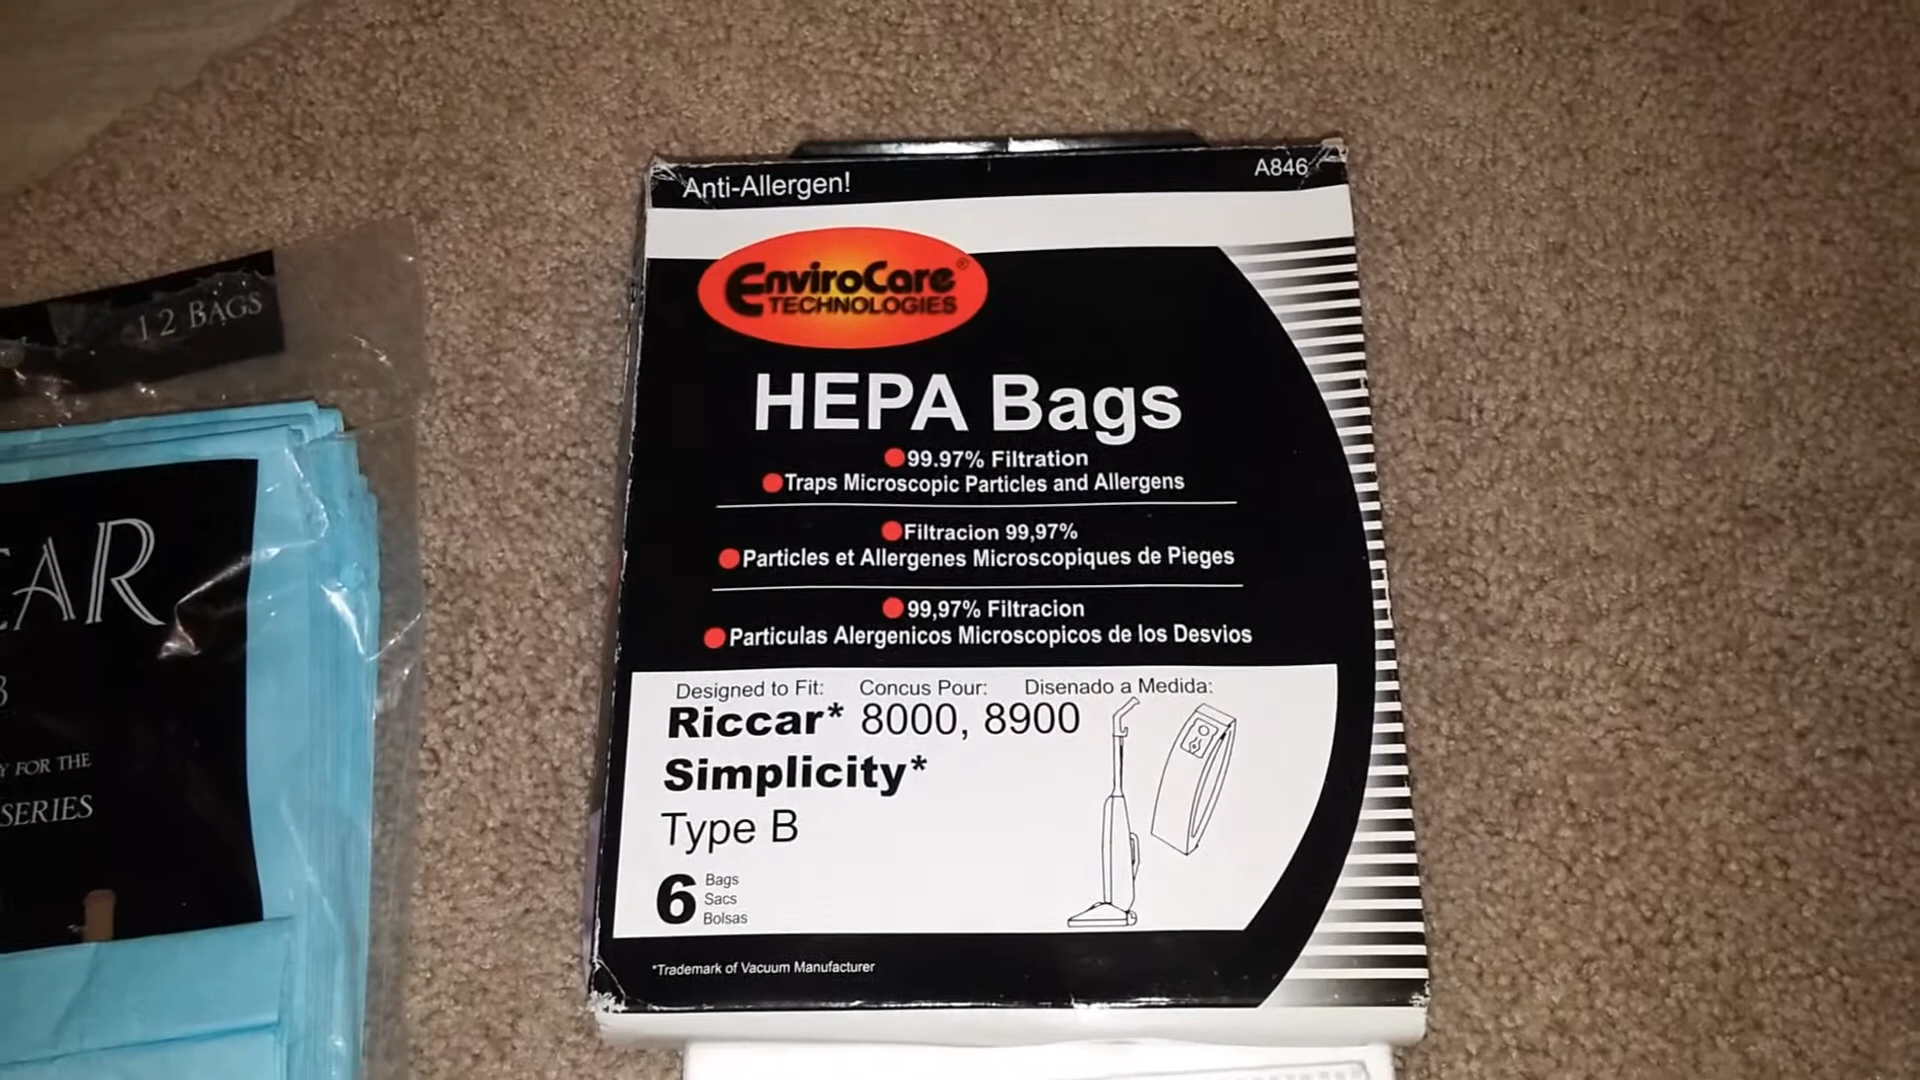 12 BAGS
CAR
Y FOR THE
SERIES
Anti-Allergen!
A846
EnviroCare®
TECHNOLOGIES
HEPA Bags
99.97% Filtration
Traps Microscopic Particles and Allergens
Filtracion 99,97%
Particles et Allergenes Microscopiques de Pieges
99,97% Filtracion
Particulas Alergenicos Microscopicos de los Desvios
Designed to Fit: Concus Pour: Disenado a Medida:
Riccar* 8000, 8900
Simplicity*
Type B
6 Bags
Sacs
Bolsas
*Trademark of Vacuum Manufacturer